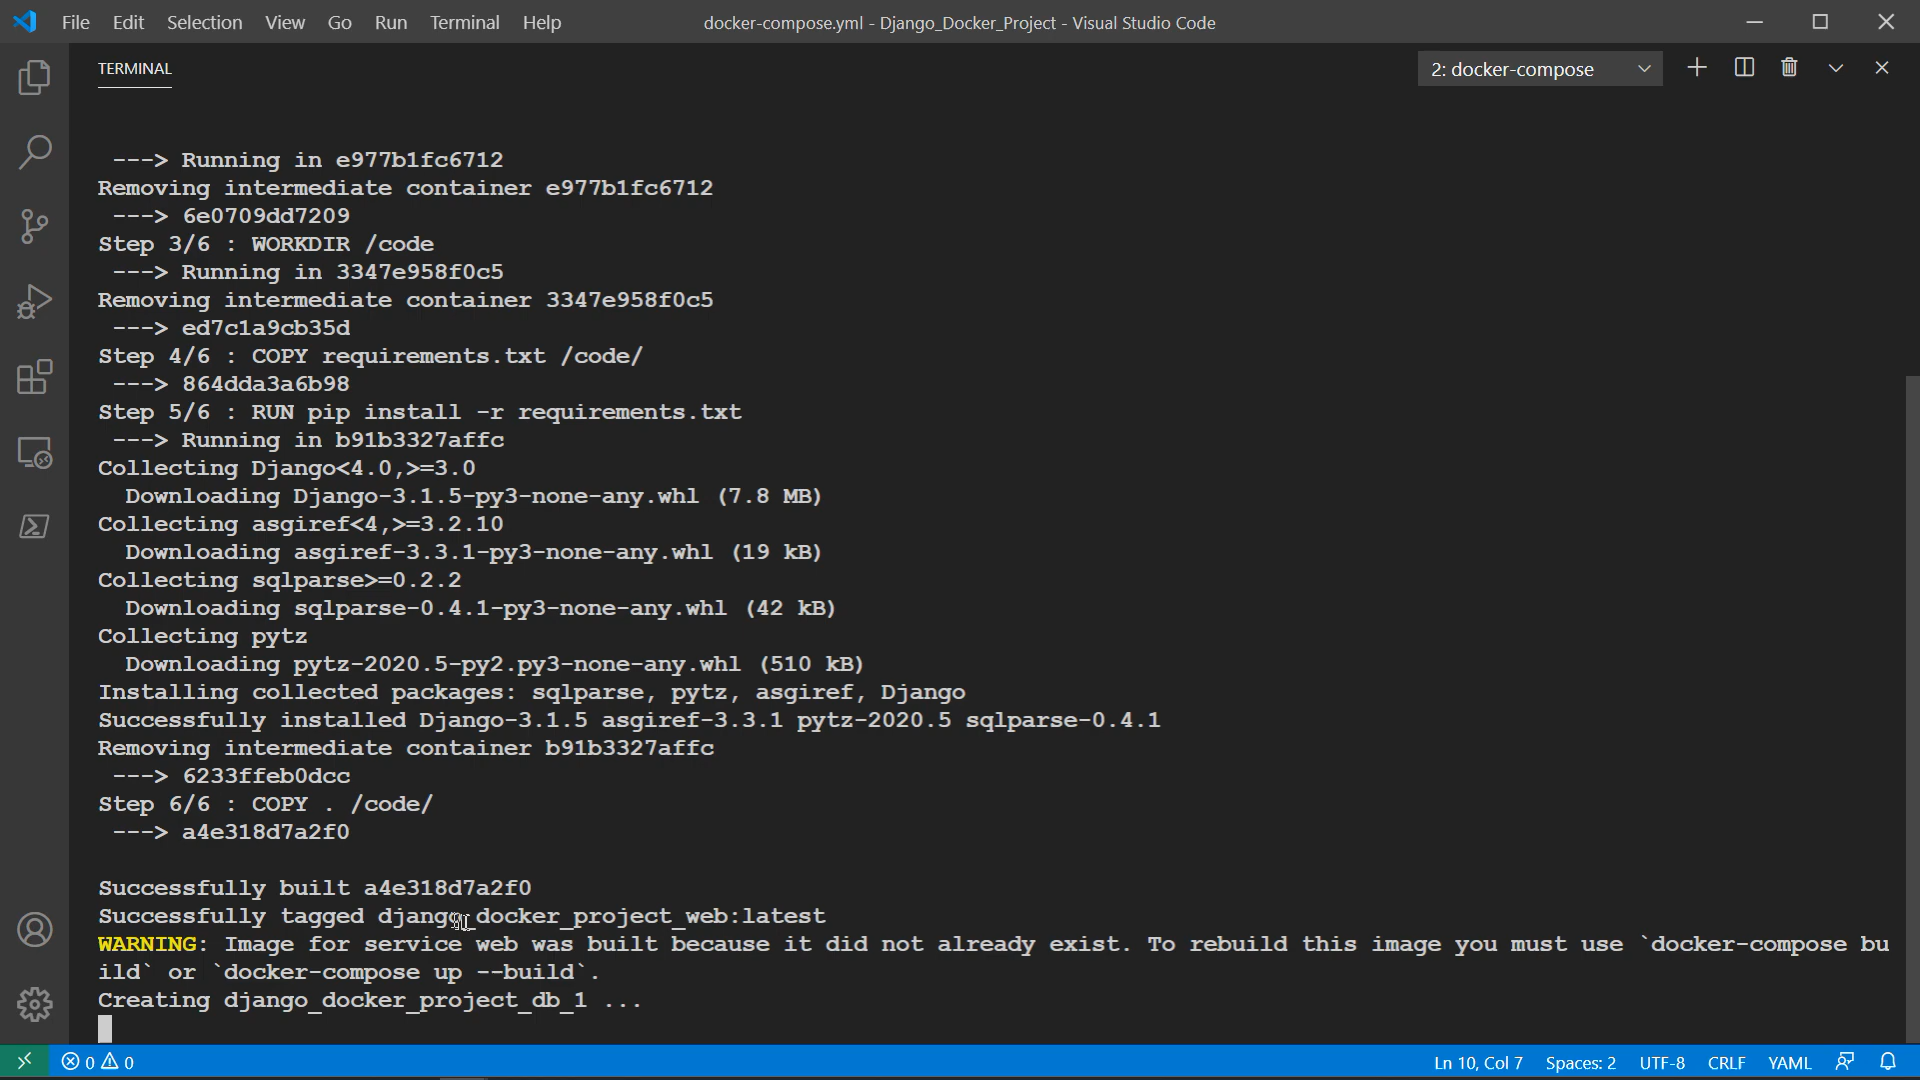 File Edit Selection View Go Run Terminal Help docker-compose.yml - Django_Docker_Project - Visual Studio Code
TERMINAL 2: docker-compose
---> Running in e977b1fc6712
Removing intermediate container e977b1fc6712
---> 6e0709dd7209
Step 3/6 : WORKDIR /code
---> Running in 3347e958f0c5
Removing intermediate container 3347e958f0c5
---> ed7c1a9cb35d
Step 4/6 : COPY requirements.txt /code/
---> 864dda3a6b98
Step 5/6 : RUN pip install -r requirements.txt
---> Running in b91b3327affc
Collecting Django<4.0,>=3.0
Downloading Django-3.1.5-py3-none-any.whl (7.8 MB)
Collecting asgiref<4,>=3.2.10
Downloading asgiref-3.3.1-py3-none-any.whl (19 kB)
Collecting sqlparse>=0.2.2
Downloading sqlparse-0.4.1-py3-none-any.whl (42 kB)
Collecting pytz
Downloading pytz-2020.5-py2.py3-none-any.whl (510 kB)
Installing collected packages: sqlparse, pytz, asgiref, Django
Successfully installed Django-3.1.5 asgiref-3.3.1 pytz-2020.5 sqlparse-0.4.1
Removing intermediate container b91b3327affc
---> 6233ffeb0dcc
Step 6/6 : COPY . /code/
---> a4e318d7a2f0
Successfully built a4e318d7a2f0
Successfully tagged django_docker_project_web:latest
WARNING: Image for service web was built because it did not already exist. To rebuild this image you must use `docker-compose bu
ild` or `docker-compose up --build`.
Creating django_docker_project_db_1 ...
0 0 Ln 10, Col 7 Spaces: 2 UTF-8 CRLF YAML